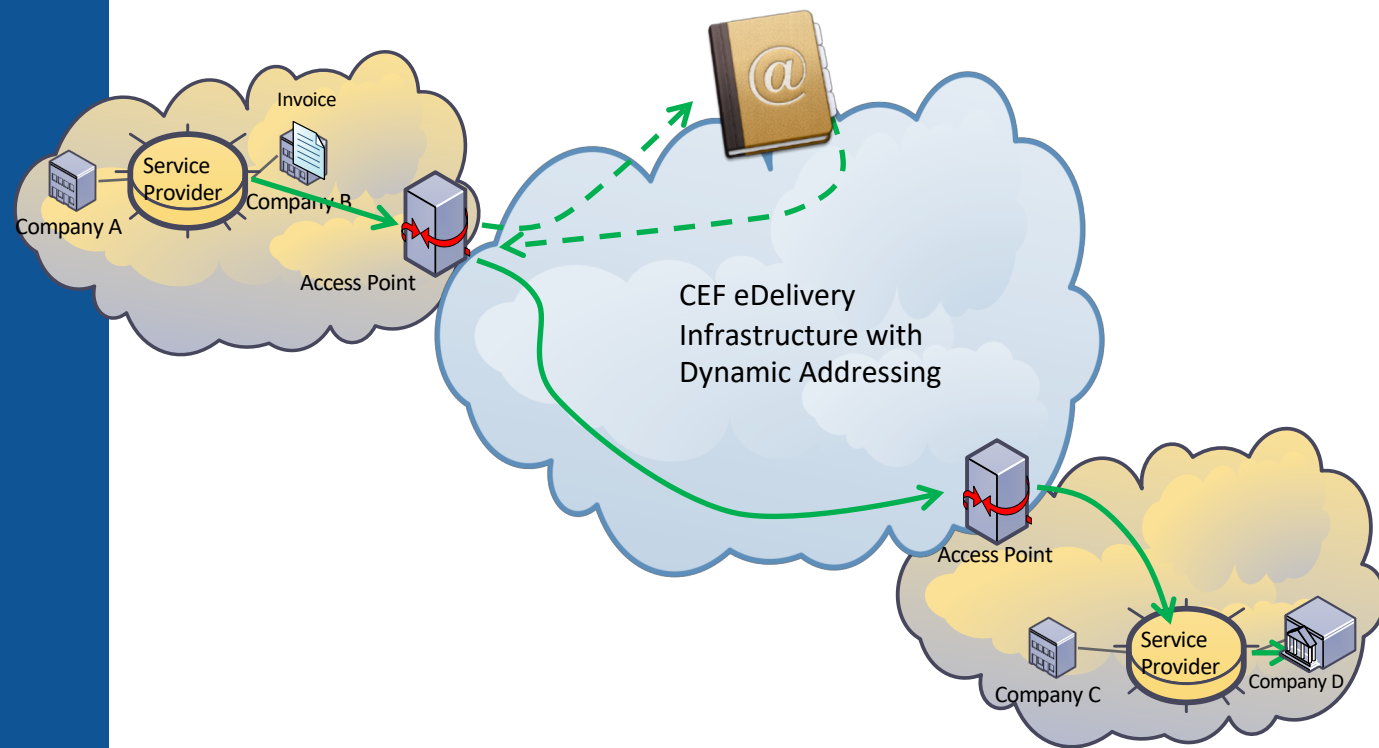 Invoice
Service
Provider
Company B
Company A
Access Point
@
CEF eDelivery
Infrastructure with
Dynamic Addressing
Access Point
Service
Provider
Company C
Company D